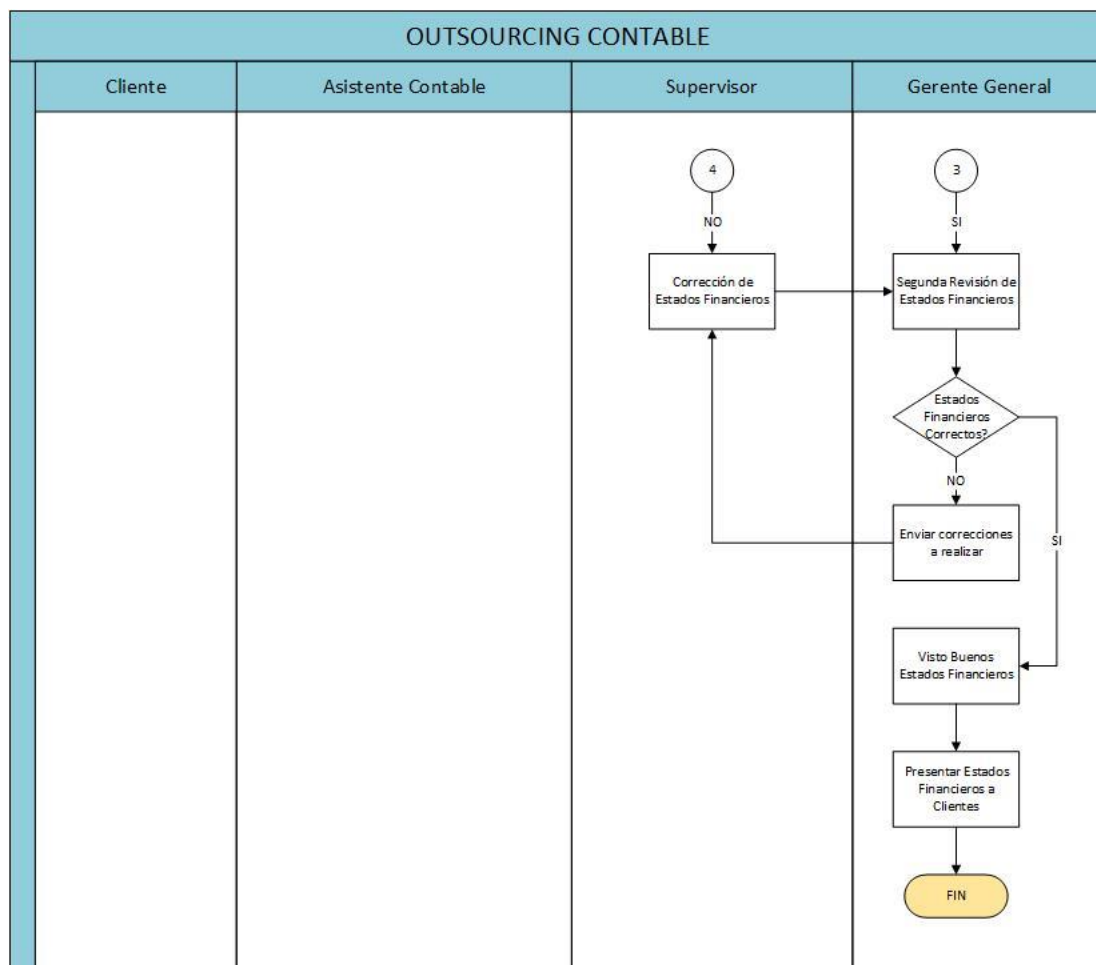 OUTSOURCING CONTABLE
Cliente
Asistente Contable
Supervisor
Gerente General
4
3
NO
SI
Corrección de
Estados Financieros
Segunda Revisión de
Estados Financieros
Estados
Financieros
Correctos?
NO
SI
Enviar correcciones
a realizar
Visto Buenos
Estados Financieros
Presentar Estados
Financieros a
Clientes
FIN